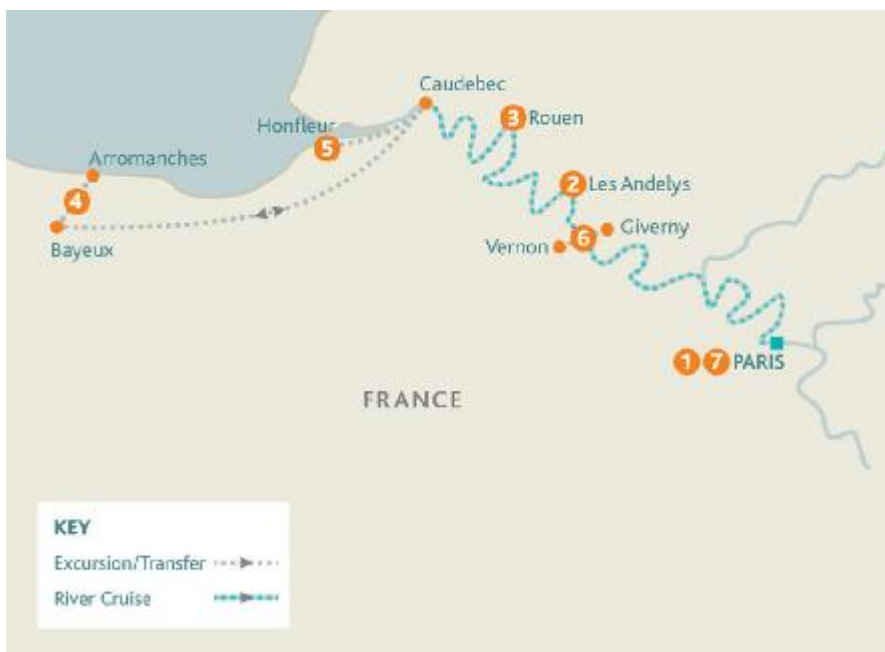 Caudebec
3 Rouen
Honfleur
5
Arromanches
4
2 Les Andelys
Giverny
6
Vernon
Bayeux
1 7 PARIS
FRANCE
KEY
Excursion/Transfer
River Cruise